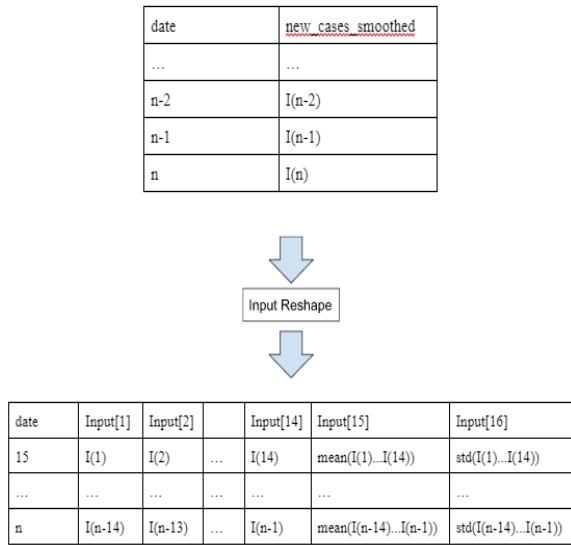 date new_cases_smoothed
... ...
n-2 I(n-2)
n-1 I(n-1)
n I(n)
Input Reshape
date Input[1] Input[2] Input[14] Input[15] Input[16]
15 I(1) I(2) ... I(14) mean(I(1)...I(14)) std(I(1)...I(14))
... ... ... ... ... ... ...
n I(n-14) I(n-13) ... I(n-1) mean(I(n-14)...I(n-1)) std(I(n-14)...I(n-1))